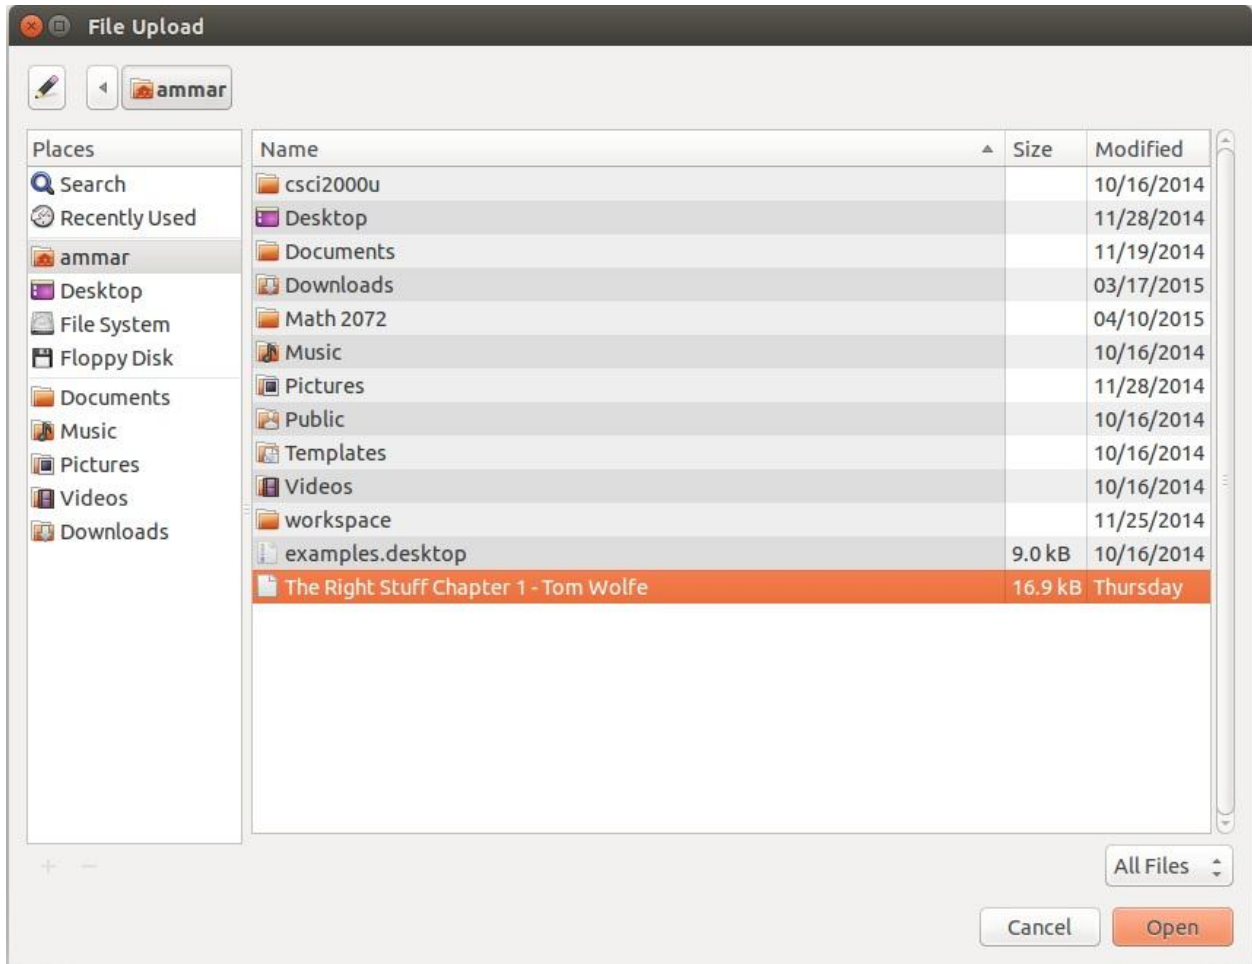 File Upload
ammar
Places
Search
Recently Used
ammar
Desktop
File System
Floppy Disk
Documents
Music
Pictures
Videos
Downloads
Name Size Modified
csci2000u 10/16/2014
Desktop 11/28/2014
Documents 11/19/2014
Downloads 03/17/2015
Math 2072 04/10/2015
Music 10/16/2014
Pictures 11/28/2014
Public 10/16/2014
Templates 10/16/2014
Videos 10/16/2014
workspace 11/25/2014
examples.desktop 9.0 kB 10/16/2014
The Right Stuff Chapter 1 - Tom Wolfe 16.9 kB Thursday
All Files
Cancel Open